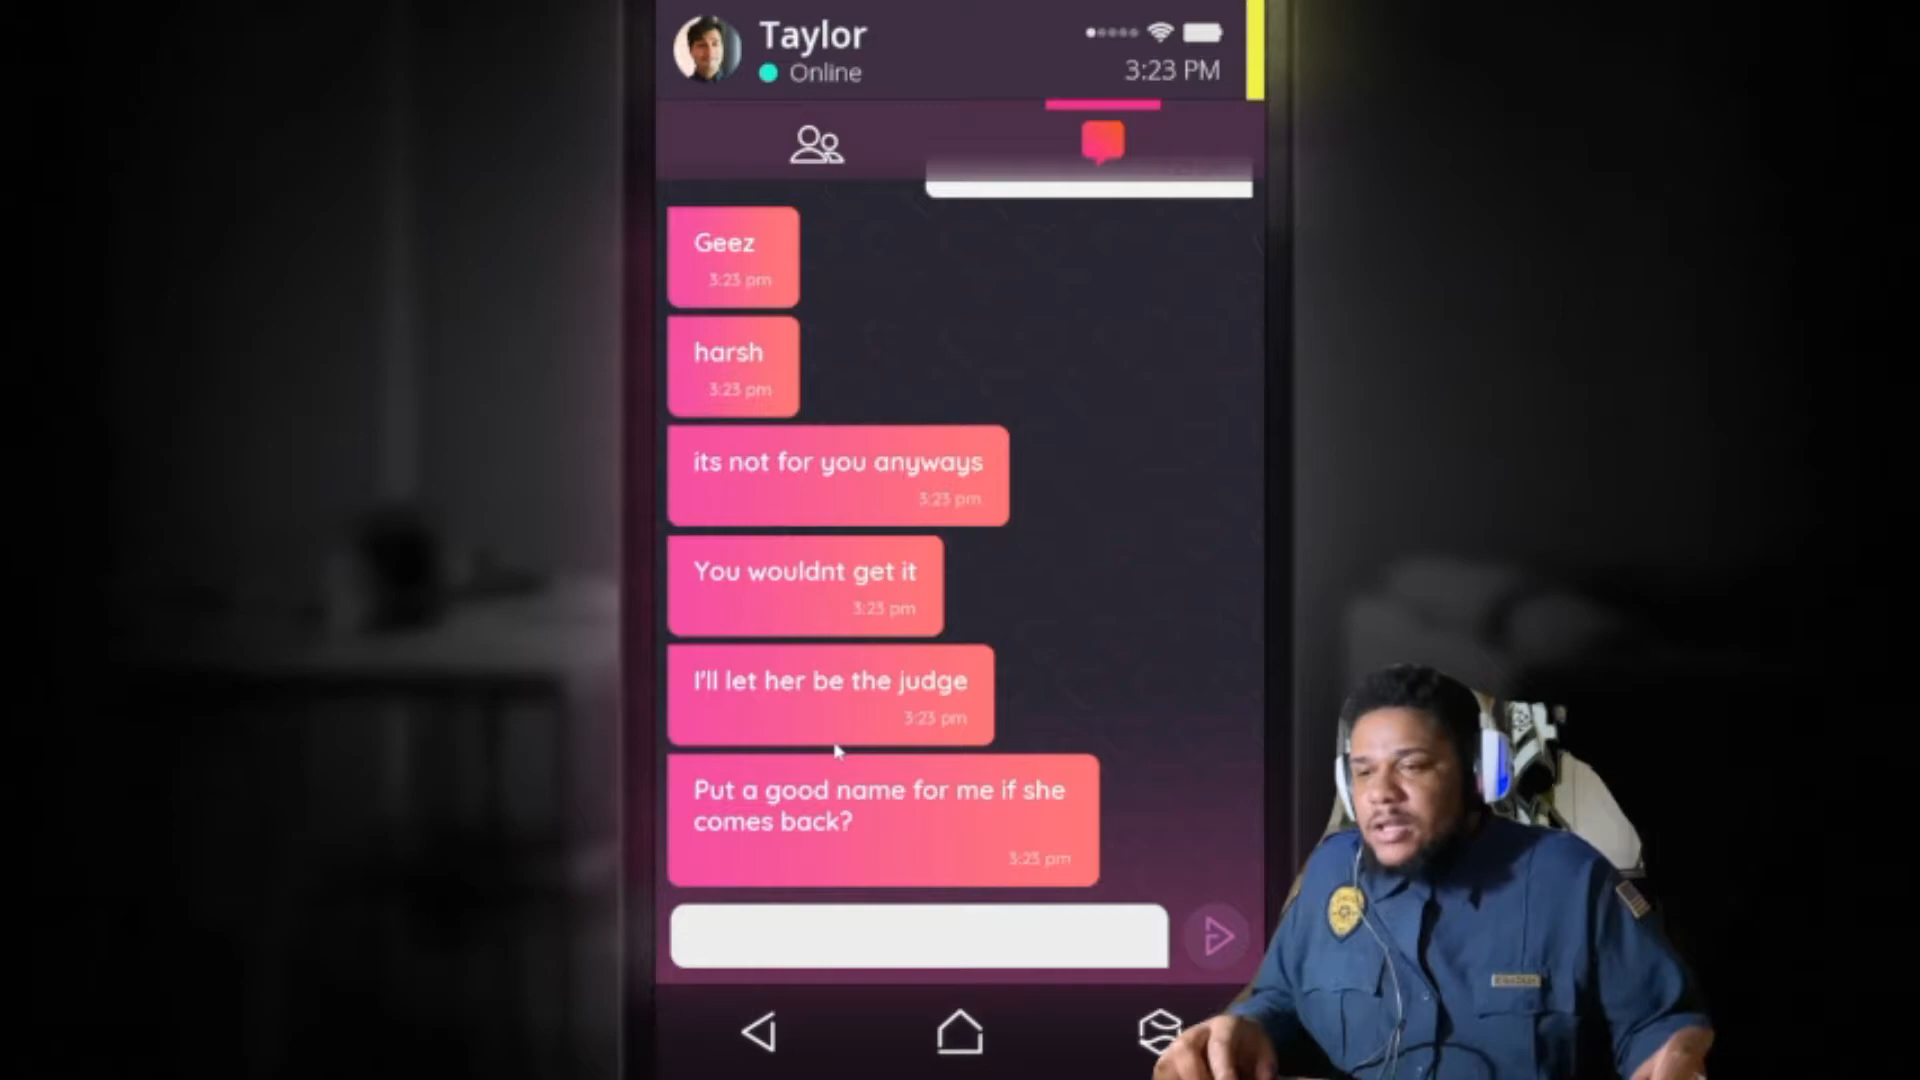 Taylor
Online
3:23 PM
Geez
3:23 pm
harsh
3:23 pm
its not for you anyways
3:23 pm
You wouldnt get it
3:23 pm
I'll let her be the judge
3:23 pm
Put a good name for me if she
comes back?
3:23 pm